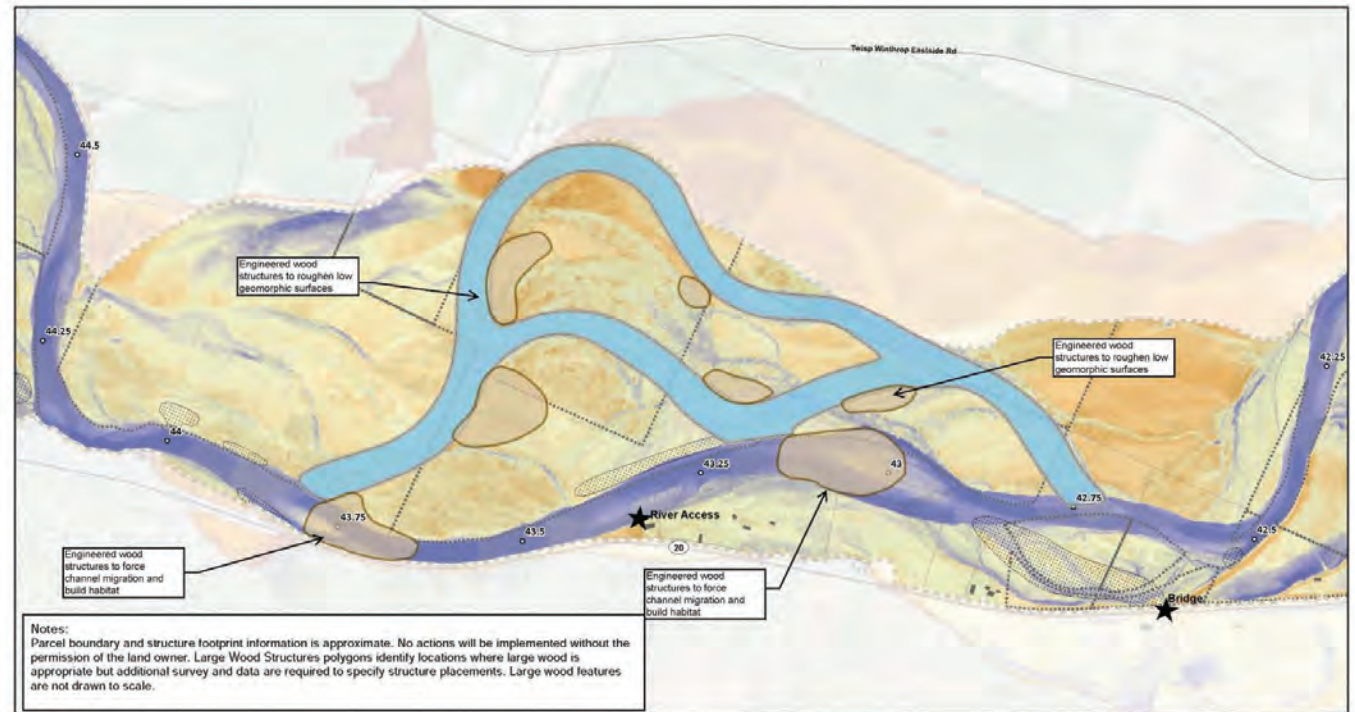 Twisp Winthrop Eastside Rd
44.5
Engineered wood
structures to roughen low
geomorphic surfaces
44.25
42.25
Engineered wood
structures to roughen low
geomorphic surfaces
44
43.25
43
42.75
43.75
River Access
43.5
20
42.5
Engineered wood
structures to force
channel migration and
build habitat
Engineered wood
structures to force
channel migration and
build habitat
Bridge
Notes:
Parcel boundary and structure footprint information is approximate. No actions will be implemented without the
permission of the land owner. Large Wood Structures polygons identify locations where large wood is
appropriate but additional survey and data are required to specify structure placements. Large wood features
are not drawn to scale.